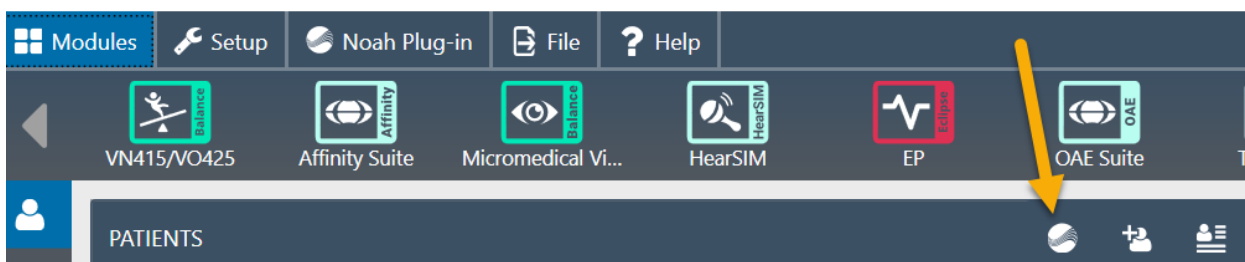 Modules Setup Noah Plug-in File ? Help
Balance Affinity Balance HearSIM Eclipse OAE
VN415/VO425 Affinity Suite Micromedical Vi... HearSIM EP OAE Suite T
PATIENTS